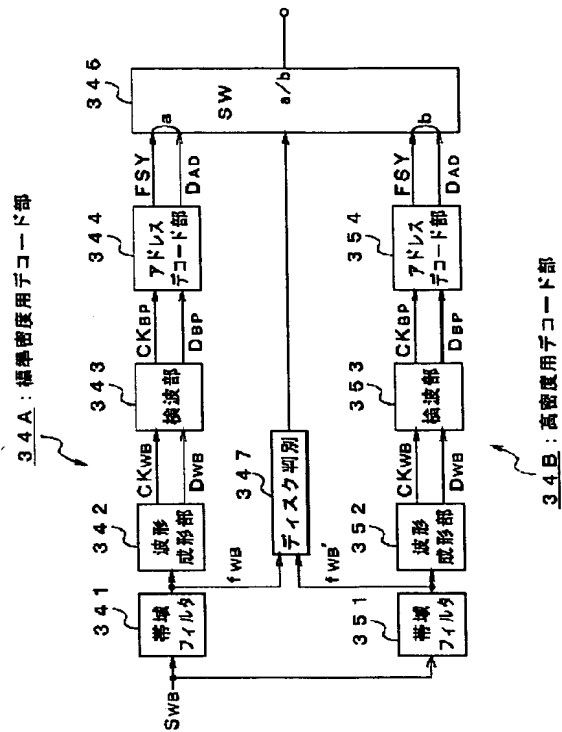 34A：標準密度用デコード部
341
帯域
フィルタ
342
波形
成形部
CKWB
DWB
343
検波部
CKBP
DBP
344
アドレス
デコード部
FSY
DAD
a
345
SW
a/b
SWB
fWB
fWB'
347
ディスク判別
351
帯域
フィルタ
352
波形
成形部
CKWB
DWB
353
検波部
CKBP
DBP
354
アドレス
デコード部
FSY
DAD
b
34B：高密度用デコード部